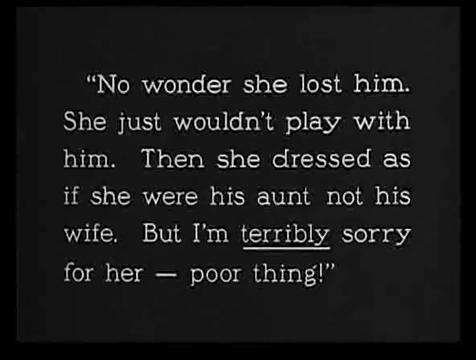 “No wonder she lost him.
She just wouldn't play with
him. Then she dressed as
if she were his aunt not his
wife. But I'm terribly sorry
for her — poor thing!”